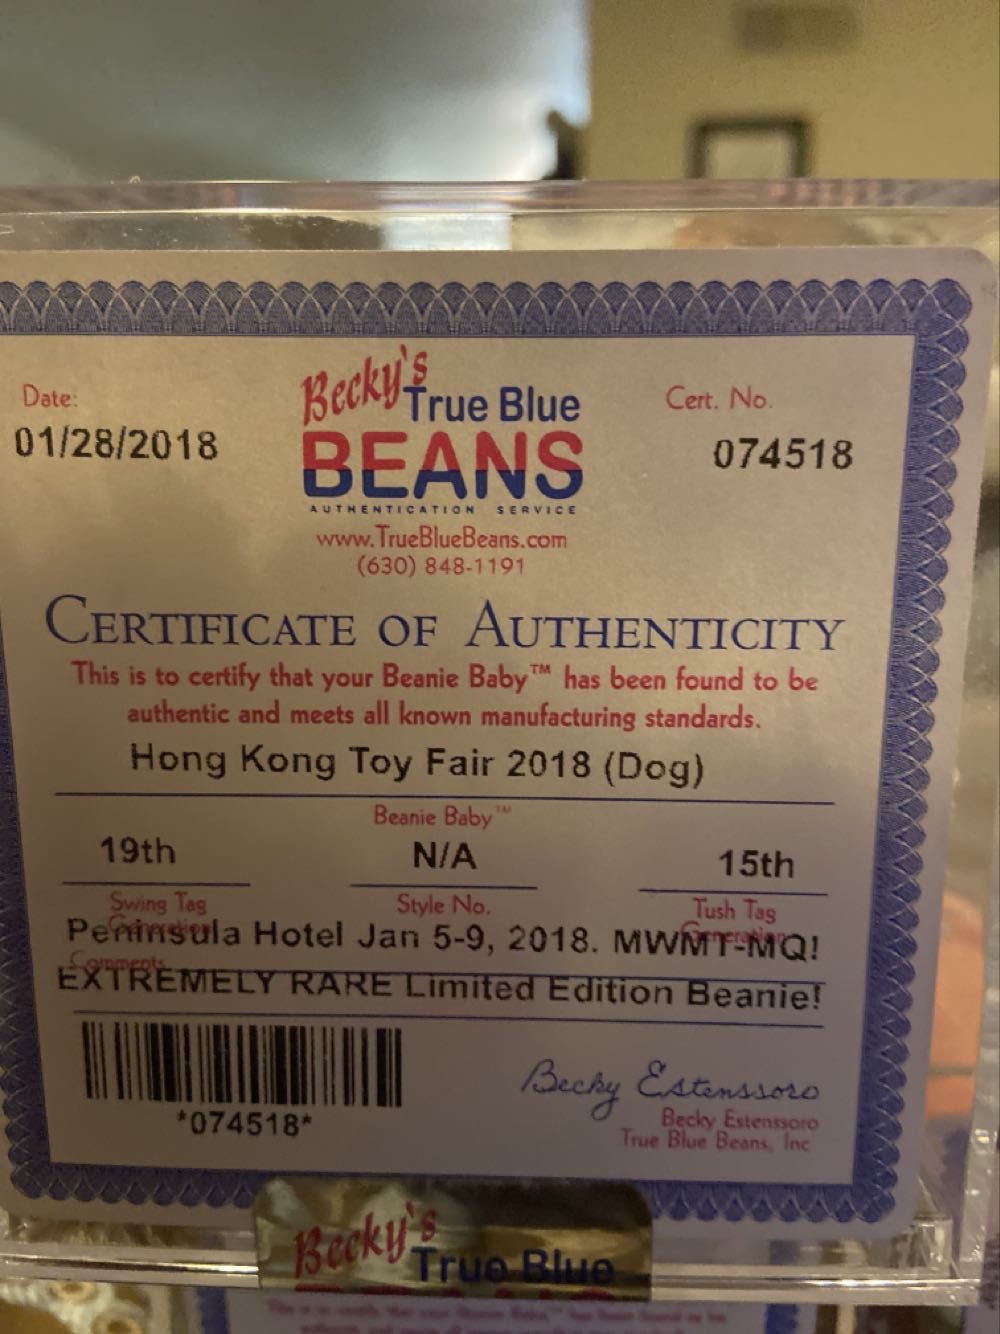 Date:
01/28/2018
Becky's
True Blue
BEANS
AUTHENTICATION SERVICE
www.TrueBlueBeans.com
(630) 848-1191
Cert. No.
074518
CERTIFICATE OF AUTHENTICITY
This is to certify that your Beanie Baby™ has been found to be
authentic and meets all known manufacturing standards.
Hong Kong Toy Fair 2018 (Dog)
Beanie Baby™
19th N/A 15th
Swing Tag Style No. Tush Tag
Generation Generation
Peninsula Hotel Jan 5-9, 2018. MWMT-MQ!
Comments
EXTREMELY RARE Limited Edition Beanie!
*074518*
Becky Estenssoro
Becky Estenssoro
True Blue Beans, Inc
Becky's
True Blue